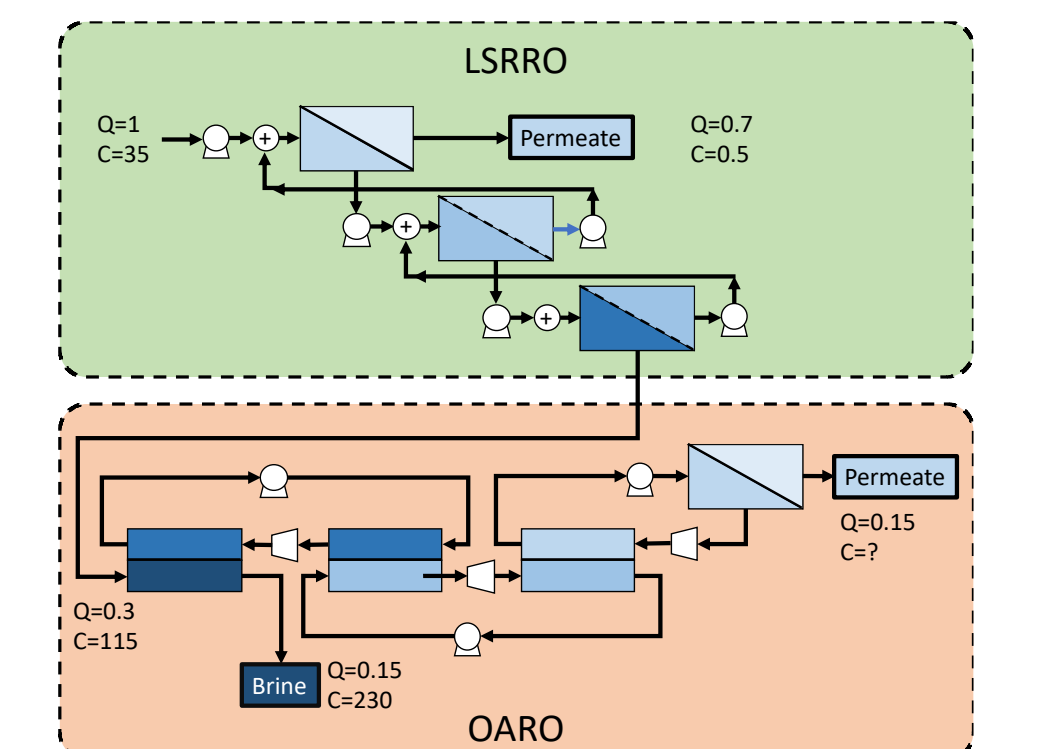 LSRRO
Q=1
C=35
+
Permeate
Q=0.7
C=0.5
+
+
Permeate
Q=0.15
C=?
Q=0.3
C=115
Brine
Q=0.15
C=230
OARO